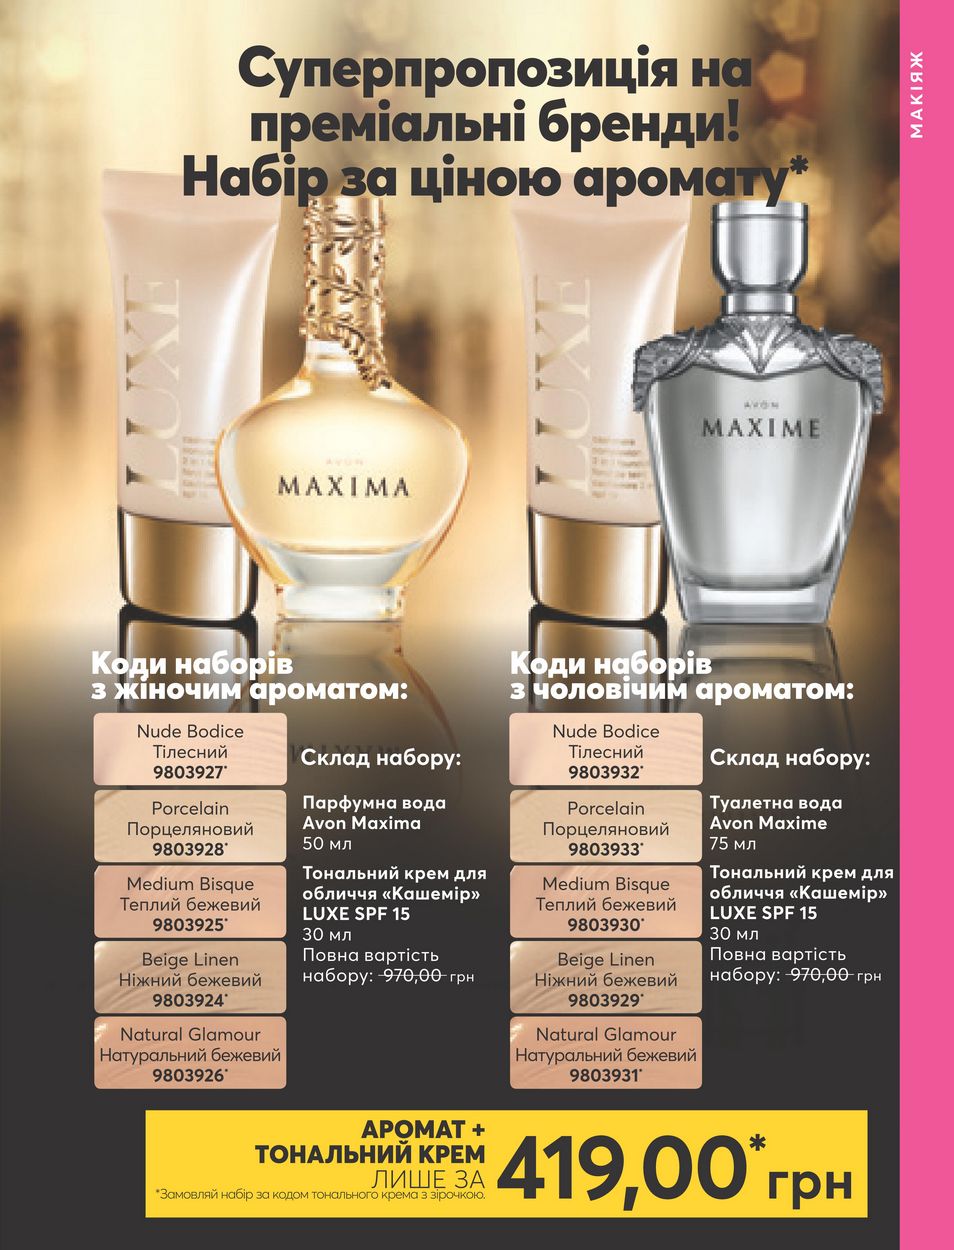 Суперпропозиція на
преміальні бренди!
Набір за ціною аромату*
МАКІЯЖ
LUXE
AVON
MAXIMA
LUXE
AVON
MAXIME
Коди наборів
з жіночим ароматом:
Nude Bodice
Тілесний
9803927*
Porcelain
Порцеляновий
9803928*
Medium Bisque
Теплий бежевий
9803925*
Beige Linen
Ніжний бежевий
9803924*
Natural Glamour
Натуральний бежевий
9803926*
Склад набору:
Парфумна вода
Avon Maxima
50 мл
Тональний крем для
обличчя «Кашемір»
LUXE SPF 15
30 мл
Повна вартість
набору: 970,00 грн
Коди наборів
з чоловічим ароматом:
Nude Bodice
Тілесний
9803932*
Porcelain
Порцеляновий
9803933*
Medium Bisque
Теплий бежевий
9803930*
Beige Linen
Ніжний бежевий
9803929*
Natural Glamour
Натуральний бежевий
9803931*
Склад набору:
Туалетна вода
Avon Maxime
75 мл
Тональний крем для
обличчя «Кашемір»
LUXE SPF 15
30 мл
Повна вартість
набору: 970,00 грн
АРОМАТ +
ТОНАЛЬНИЙ КРЕМ
ЛИШЕ ЗА
419,00* грн
*Замовляй набір за кодом тонального крема з зірочкою.